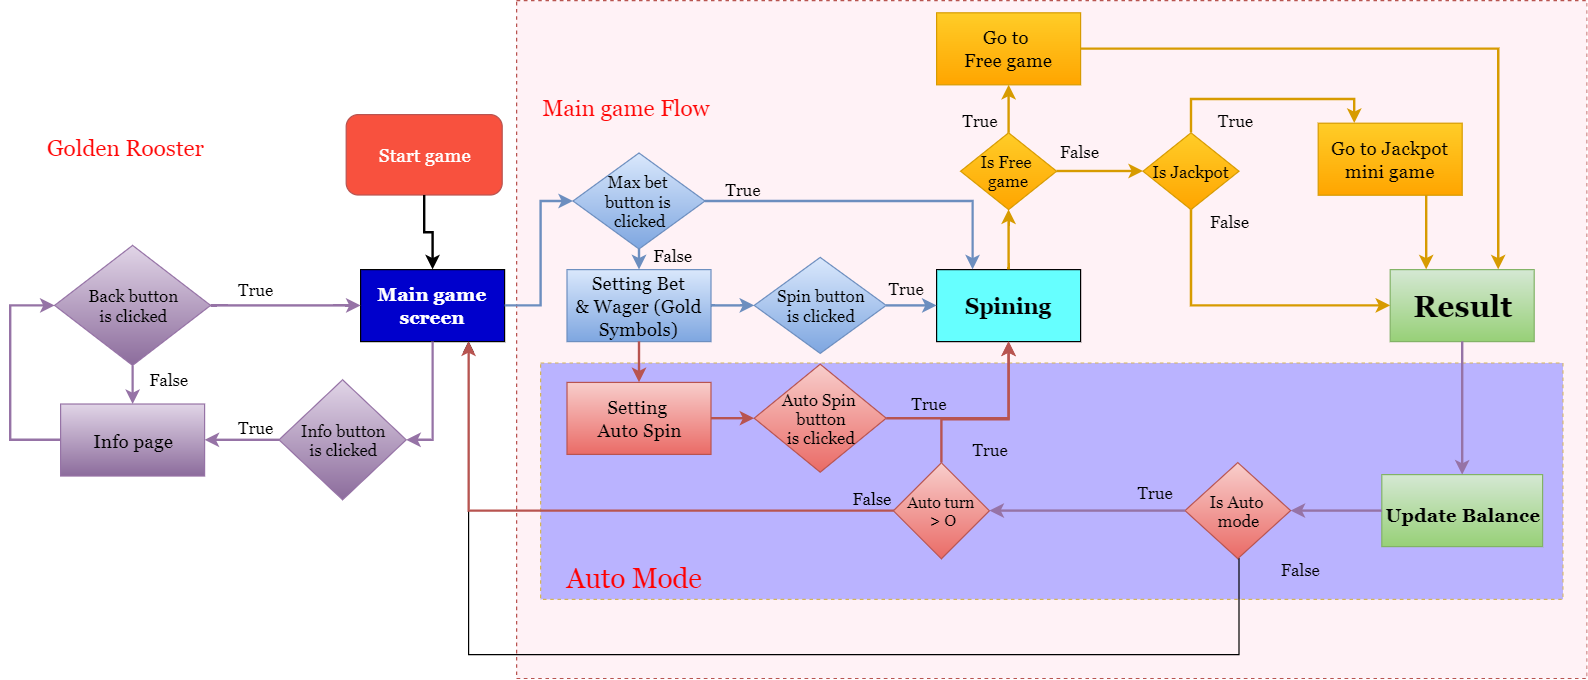 Golden Rooster
Start game
Main game
screen
Back button
is clicked
True
False
Info page
True
Info button
is clicked
Main game Flow
Max bet
button is
clicked
True
False
Setting Bet
& Wager (Gold
Symbols)
Spin button
is clicked
True
Spining
Go to
Free game
True
Is Free
game
False
Is Jackpot
True
False
Go to Jackpot
mini game
Result
Setting
Auto Spin
Auto Spin
button
is clicked
True
True
False
Auto turn
> O
True
Is Auto
mode
False
Update Balance
Auto Mode